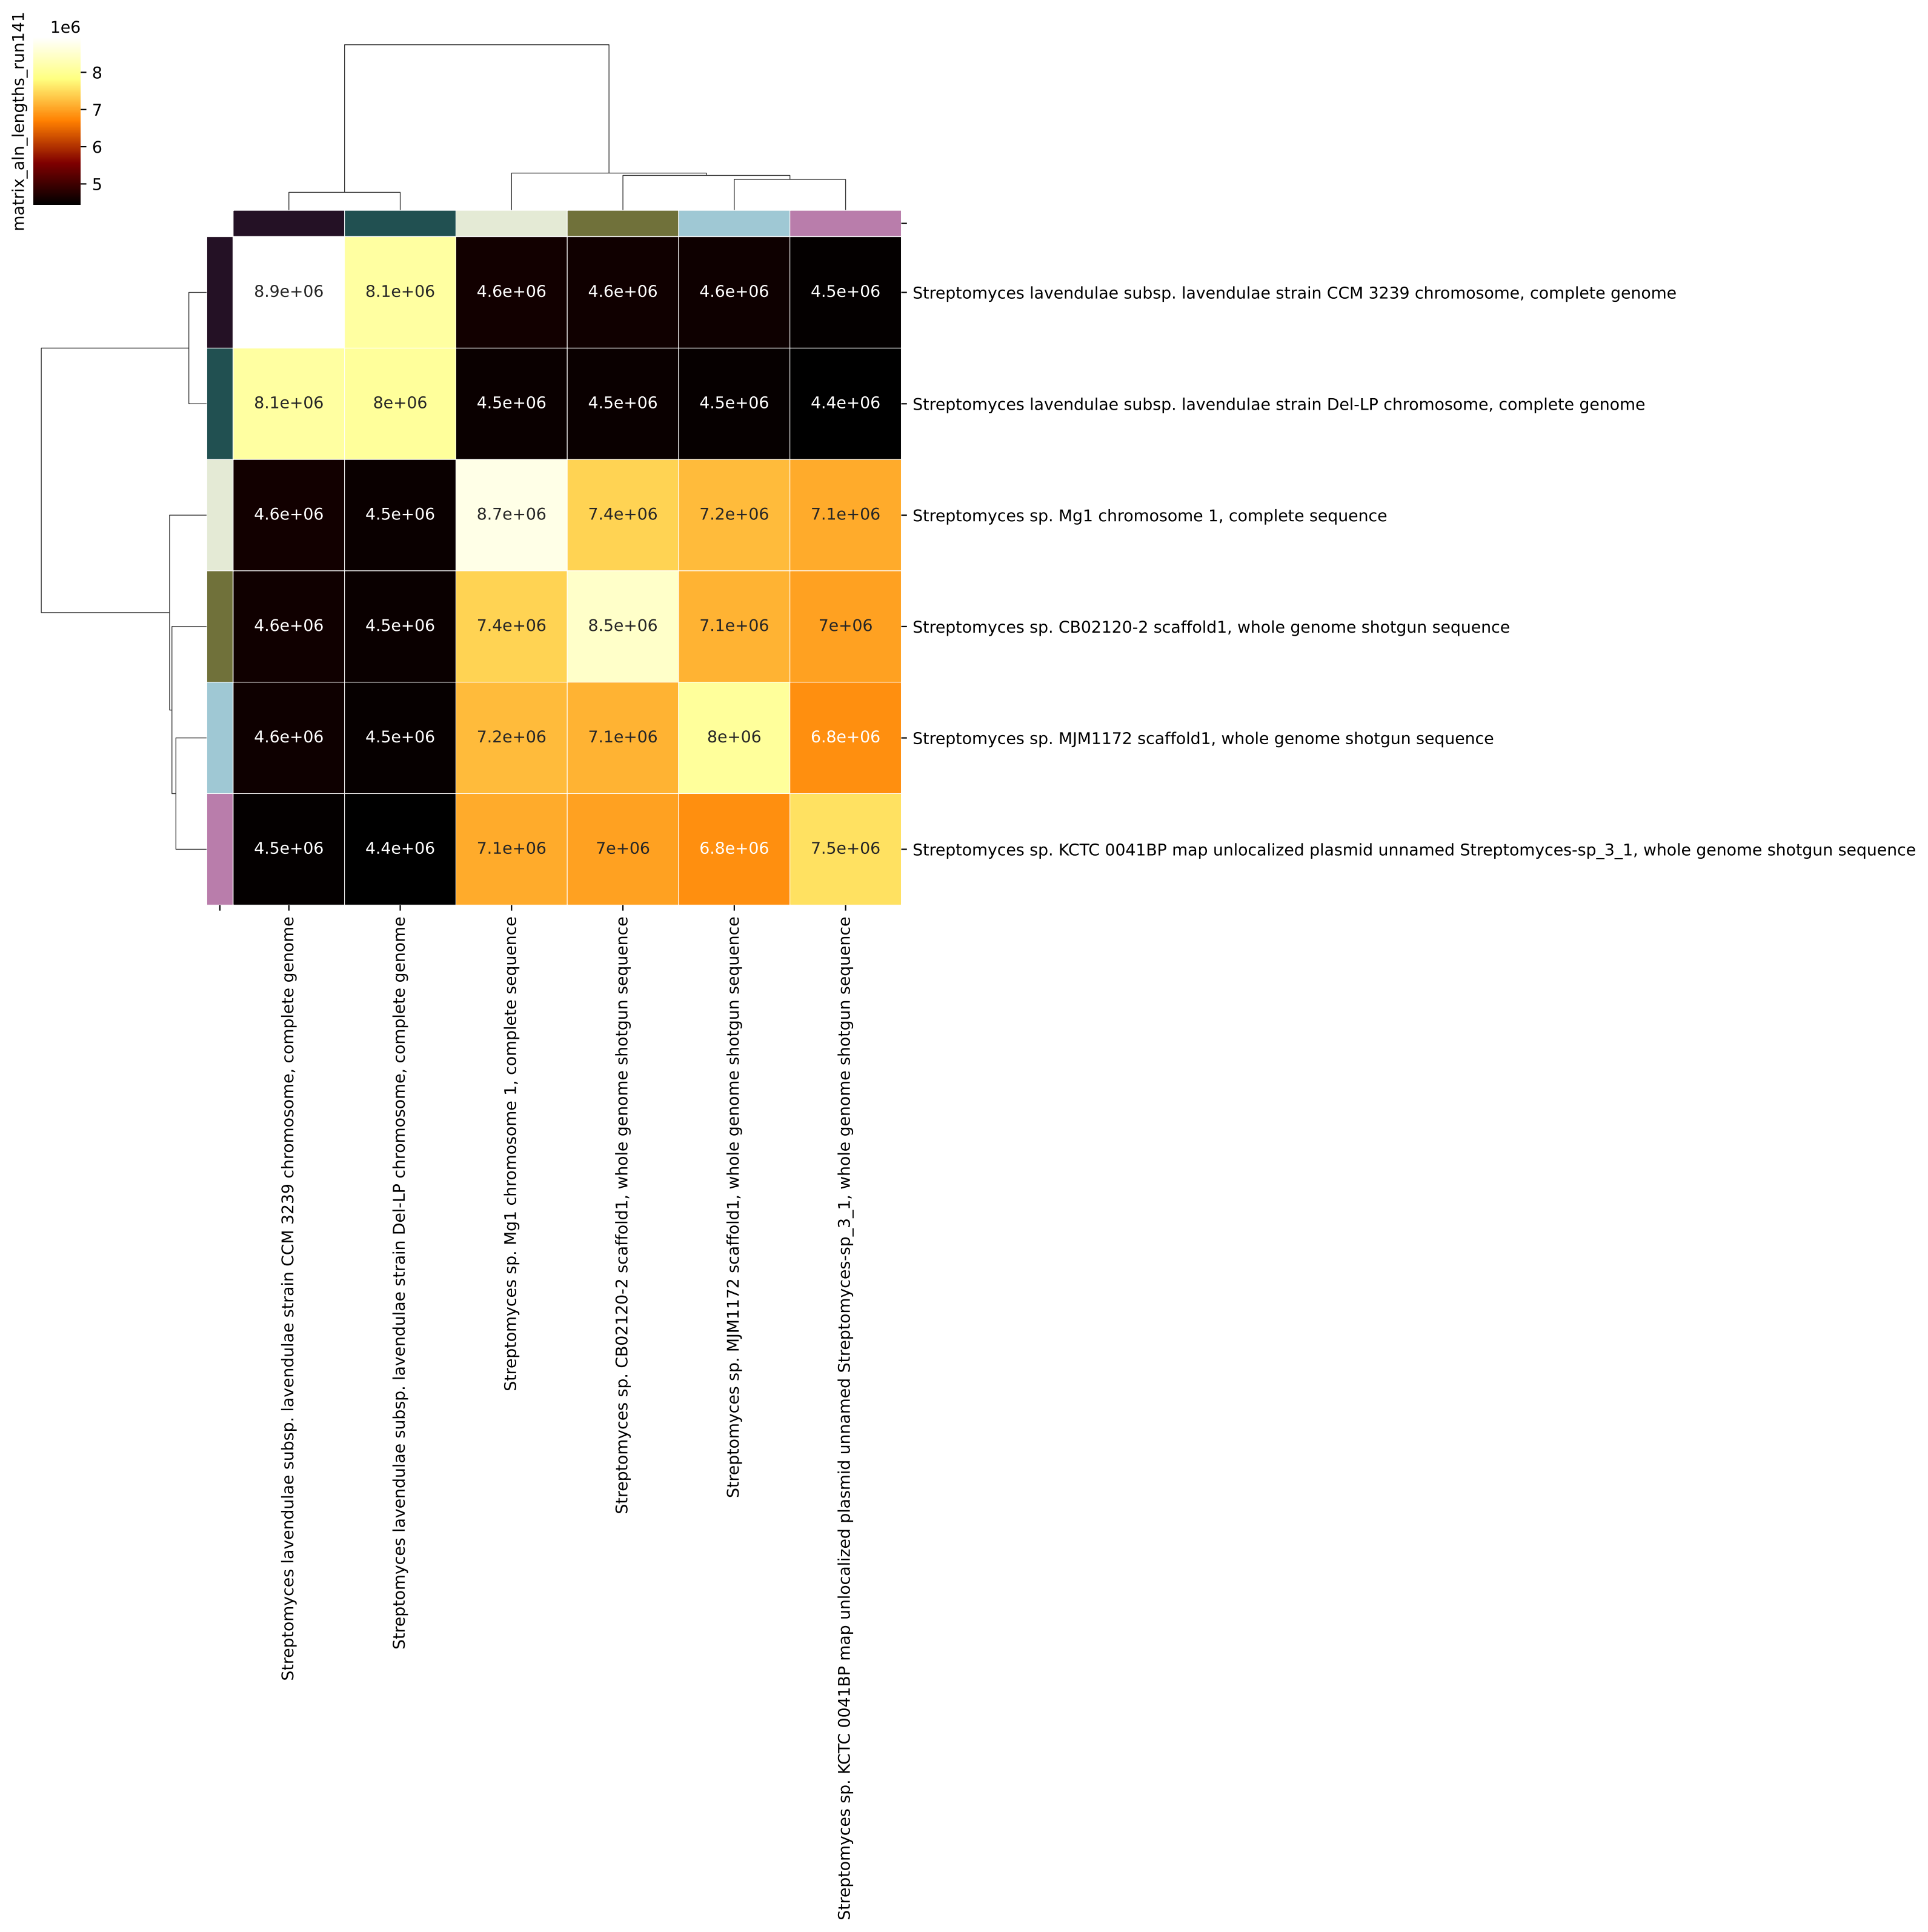 1e6
matrix_aln_lengths_run141
8
7
6
5
8.9e+06 8.1e+06 4.6e+06 4.6e+06 4.6e+06 4.5e+06 Streptomyces lavendulae subsp. lavendulae strain CCM 3239 chromosome, complete genome
8.1e+06 8e+06 4.5e+06 4.5e+06 4.5e+06 4.4e+06 Streptomyces lavendulae subsp. lavendulae strain Del-LP chromosome, complete genome
4.6e+06 4.5e+06 8.7e+06 7.4e+06 7.2e+06 7.1e+06 Streptomyces sp. Mg1 chromosome 1, complete sequence
4.6e+06 4.5e+06 7.4e+06 8.5e+06 7.1e+06 7e+06 Streptomyces sp. CB02120-2 scaffold1, whole genome shotgun sequence
4.6e+06 4.5e+06 7.2e+06 7.1e+06 8e+06 6.8e+06 Streptomyces sp. MJM1172 scaffold1, whole genome shotgun sequence
4.5e+06 4.4e+06 7.1e+06 7e+06 6.8e+06 7.5e+06 Streptomyces sp. KCTC 0041BP map unlocalized plasmid unnamed Streptomyces-sp_3_1, whole genome shotgun sequence
Streptomyces lavendulae subsp. lavendulae strain CCM 3239 chromosome, complete genome
Streptomyces lavendulae subsp. lavendulae strain Del-LP chromosome, complete genome
Streptomyces sp. Mg1 chromosome 1, complete sequence
Streptomyces sp. CB02120-2 scaffold1, whole genome shotgun sequence
Streptomyces sp. MJM1172 scaffold1, whole genome shotgun sequence
Streptomyces sp. KCTC 0041BP map unlocalized plasmid unnamed Streptomyces-sp_3_1, whole genome shotgun sequence